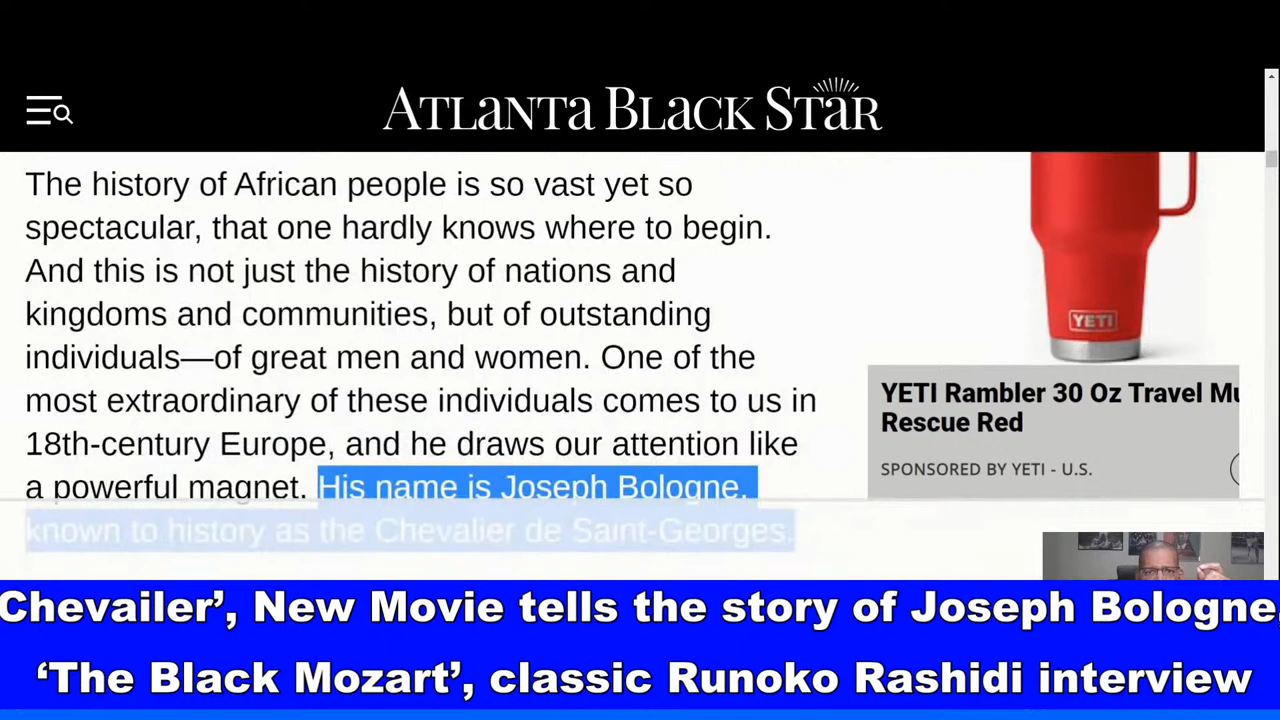 ATLANTA BLACK STAR
The history of African people is so vast yet so
spectacular, that one hardly knows where to begin.
And this is not just the history of nations and
kingdoms and communities, but of outstanding
individuals—of great men and women. One of the
most extraordinary of these individuals comes to us in
18th-century Europe, and he draws our attention like
a powerful magnet. His name is Joseph Bologne,
known to history as the Chevalier de Saint-Georges.
YETI
YETI Rambler 30 Oz Travel Mu
Rescue Red
SPONSORED BY YETI - U.S.
Chevailer’, New Movie tells the story of Joseph Bologne,
‘The Black Mozart’, classic Runoko Rashidi interview